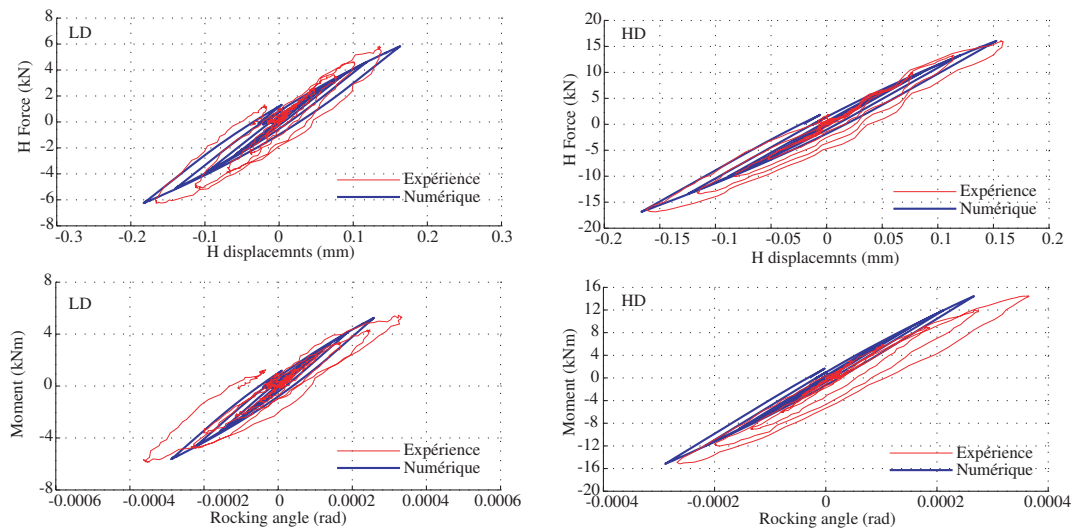 LD
H Force (kN)
8
6
4
2
0
-2
-4
-6
-8
Expérience
Numérique
-0.3 -0.2 -0.1 0 0.1 0.2 0.3
H displacemnts (mm)
HD
H Force (kN)
20
15
10
5
0
-5
-10
-15
-20
Expérience
Numérique
-0.2 -0.15 -0.1 -0.05 0 0.05 0.1 0.15 0.2
H displacemnts (mm)
LD
Moment (kNm)
8
4
0
-4
-8
Expérience
Numérique
-0.0006 -0.0004 -0.0002 0 0.0002 0.0004 0.0006
Rocking angle (rad)
HD
Moment (kNm)
16
12
8
4
0
-4
-8
-12
-16
-20
Expérience
Numérique
-0.0004 -0.0002 0 0.0002 0.0004
Rocking angle (rad)